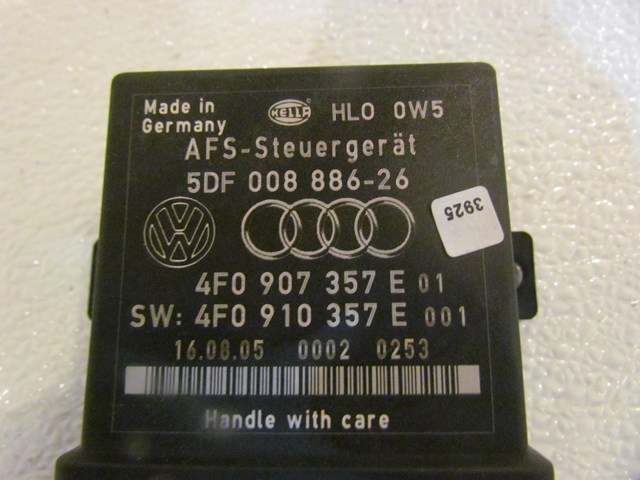 Made in
Germany
HELLA
HLO 0W5
AFS-Steuergerät
5DF 008 886-26
3925
4F0 907 357 E 01
SW: 4F0 910 357 E 001
16.08.05 0002 0253
Handle with care